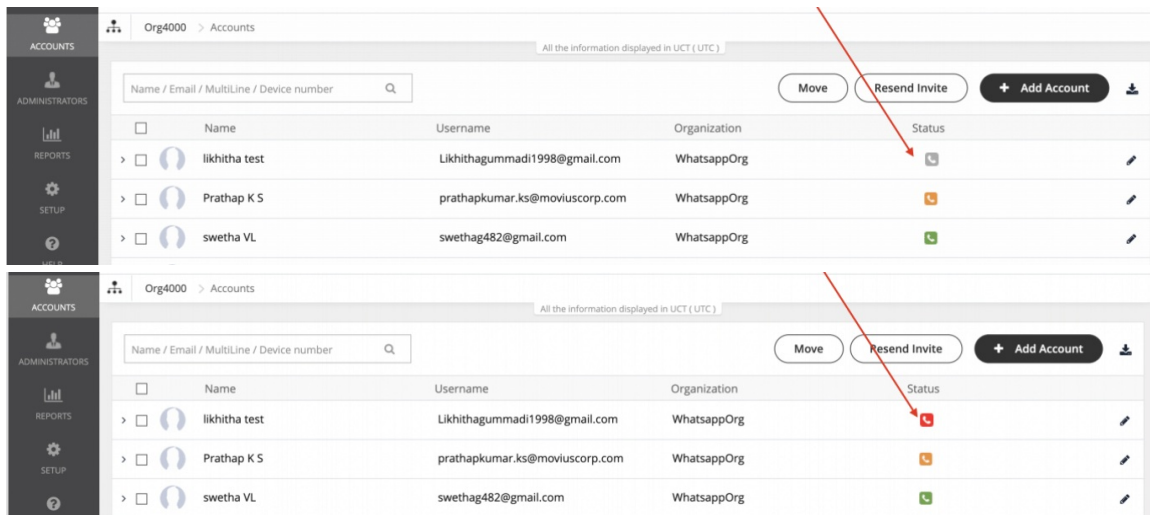 ACCOUNTS
Org4000 > Accounts
All the information displayed in UCT ( UTC )
ADMINISTRATORS
Name / Email / MultiLine / Device number
Move
Resend Invite
+ Add Account
REPORTS
Name Username Organization Status
likhitha test Likhithagummadi1998@gmail.com WhatsappOrg
SETUP
Prathap K S prathapkumar.ks@moviuscorp.com WhatsappOrg
swetha VL swethag482@gmail.com WhatsappOrg
HELP
ACCOUNTS
Org4000 > Accounts
All the information displayed in UCT ( UTC )
ADMINISTRATORS
Name / Email / MultiLine / Device number
Move
Resend Invite
+ Add Account
REPORTS
Name Username Organization Status
likhitha test Likhithagummadi1998@gmail.com WhatsappOrg
SETUP
Prathap K S prathapkumar.ks@moviuscorp.com WhatsappOrg
swetha VL swethag482@gmail.com WhatsappOrg